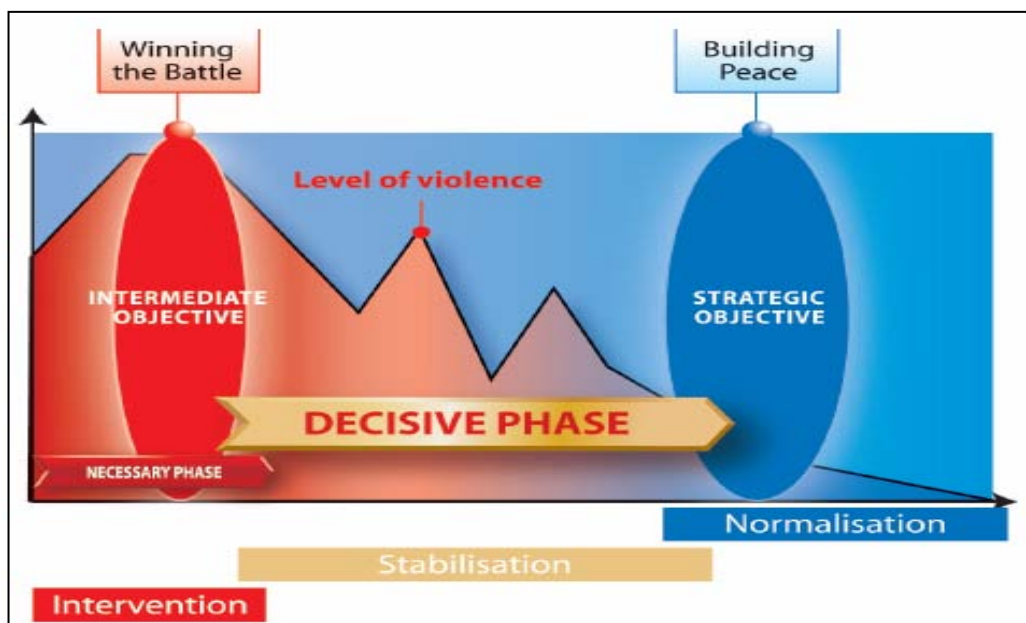 Winning
the Battle
Building
Peace
Level of violence
INTERMEDIATE
OBJECTIVE
STRATEGIC
OBJECTIVE
DECISIVE PHASE
NECESSARY PHASE
Normalisation
Stabilisation
Intervention